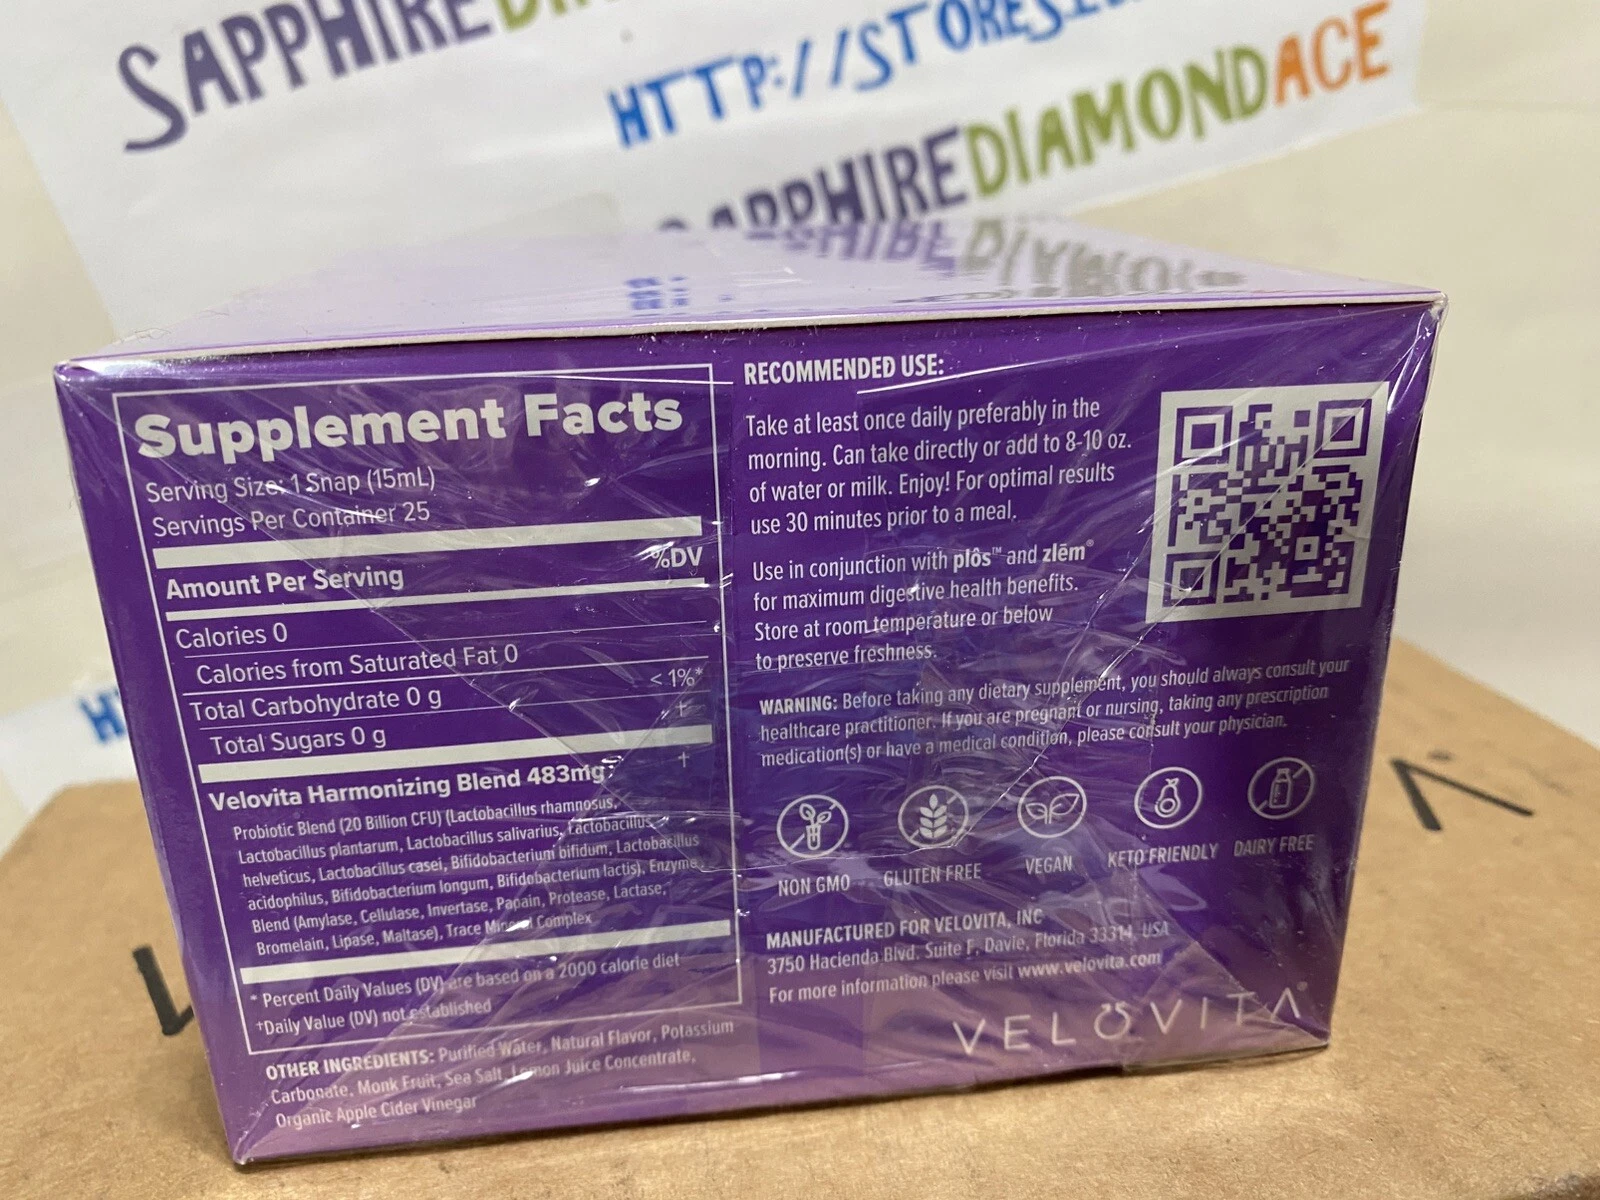 SAPPHIREDI
HTTP://STORES.E
SAPPHIREDIAMONDACE
Supplement Facts
Serving Size: 1 Snap (15mL)
Servings Per Container 25
%DV
Amount Per Serving
Calories 0
Calories from Saturated Fat 0
Total Carbohydrate 0 g <1%*
Total Sugars 0 g †
Velovita Harmonizing Blend 483mg: †
Probiotic Blend (20 Billion CFU) (Lactobacillus rhamnosus,
Lactobacillus plantarum, Lactobacillus salivarius, Lactobacillus
helveticus, Lactobacillus casei, Bifidobacterium bifidum, Lactobacillus
acidophilus, Bifidobacterium longum, Bifidobacterium lactis), Enzyme
Blend (Amylase, Cellulase, Invertase, Papain, Protease, Lactase,
Bromelain, Lipase, Maltase), Trace Mineral Complex
* Percent Daily Values (DV) are based on a 2000 calorie diet
†Daily Value (DV) not established
OTHER INGREDIENTS: Purified Water, Natural Flavor, Potassium
Carbonate, Monk Fruit, Sea Salt, Lemon Juice Concentrate,
Organic Apple Cider Vinegar
RECOMMENDED USE:
Take at least once daily preferably in the
morning. Can take directly or add to 8-10 oz.
of water or milk. Enjoy! For optimal results
use 30 minutes prior to a meal.
Use in conjunction with plôs™ and zlēm®
for maximum digestive health benefits.
Store at room temperature or below
to preserve freshness.
WARNING: Before taking any dietary supplement, you should always consult your
healthcare practitioner. If you are pregnant or nursing, taking any prescription
medication(s) or have a medical condition, please consult your physician.
NON GMO GLUTEN FREE VEGAN KETO FRIENDLY DAIRY FREE
MANUFACTURED FOR VELOVITA, INC
3750 Hacienda Blvd. Suite F, Davie, Florida 33314, USA
For more information please visit www.velovita.com
VELOVITA®